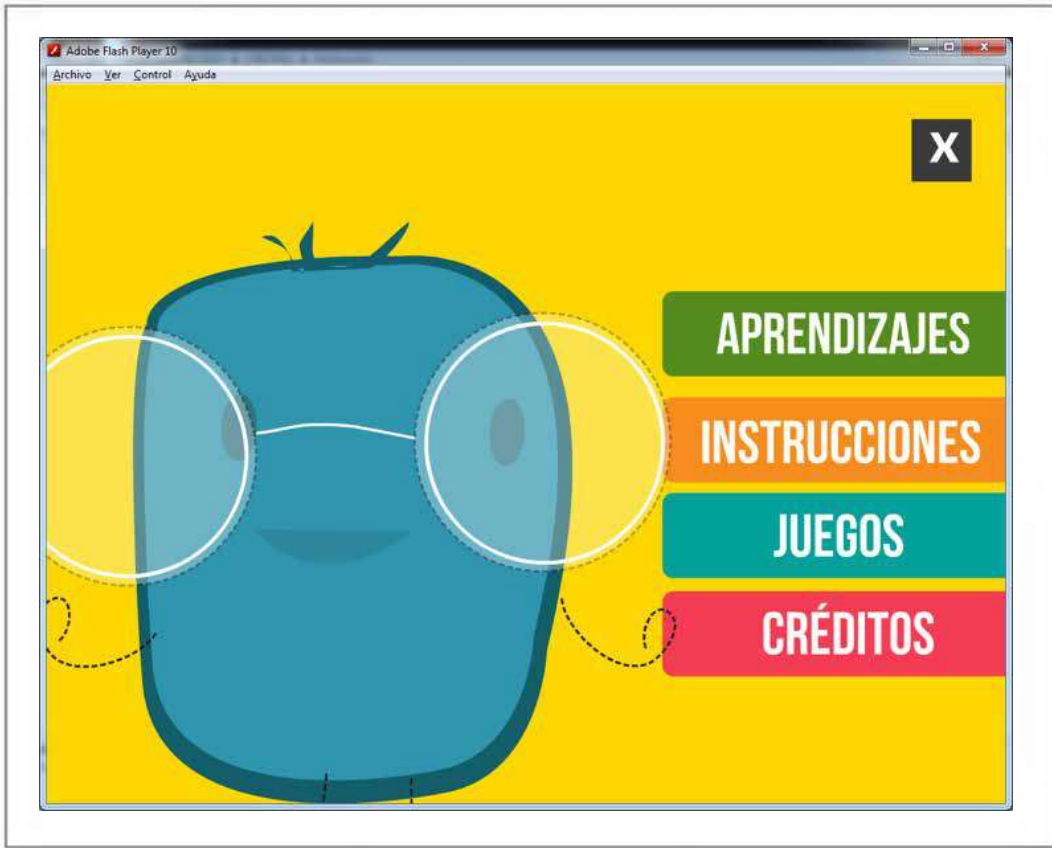 Adobe Flash Player 10
Archivo Ver Control Ayuda
X
APRENDIZAJES
INSTRUCCIONES
JUEGOS
CRÉDITOS